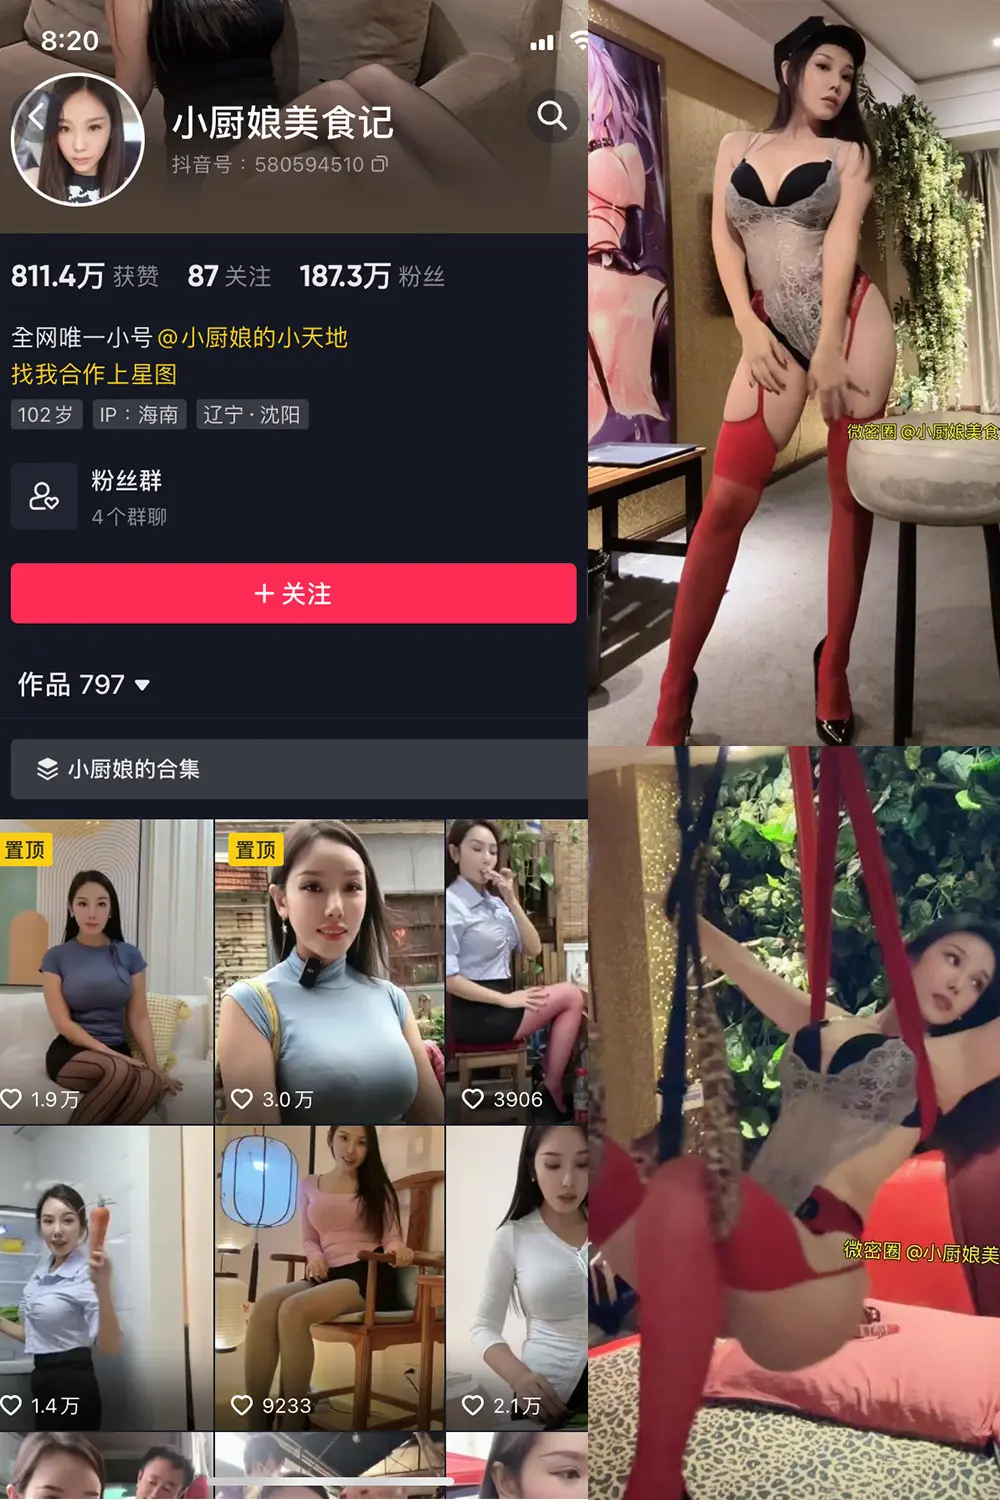 8:20
小厨娘美食记
抖音号：580594510
811.4万 获赞 87 关注 187.3万 粉丝
全网唯一小号@小厨娘的小天地
找我合作上星图
102岁 IP：海南 辽宁·沈阳
粉丝群
4个群聊
+ 关注
作品 797
小厨娘的合集
置顶
1.9万
置顶
3.0万
3906
1.4万
9233
2.1万
微密圈@小厨娘美食
微密圈@小厨娘美